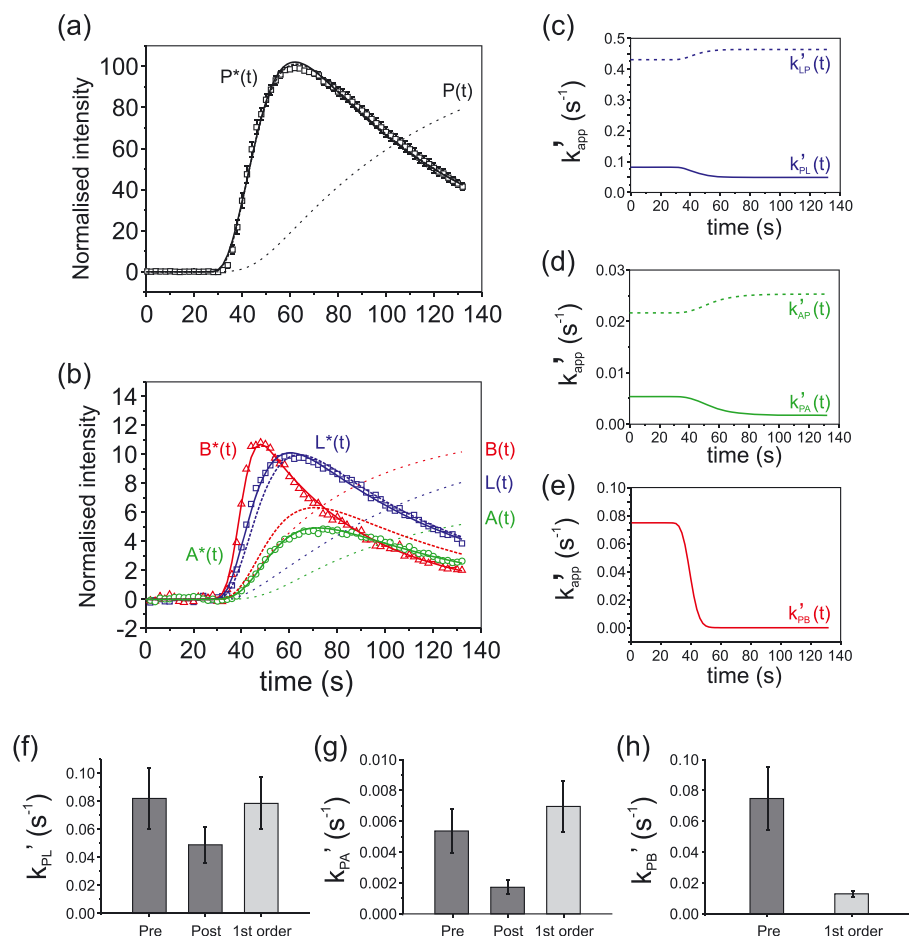 (a)
Normalised intensity
100
80
60
40
20
0
P*(t)
P(t)
0 20 40 60 80 100 120 140
(b)
Normalised intensity
14
12
10
8
6
4
2
0
-2
B*(t)
L*(t)
A*(t)
B(t)
L(t)
A(t)
0 20 40 60 80 100 120 140
time (s)
(c)
k'app (s-1)
0.5
0.4
0.3
0.2
0.1
0.0
k'LP(t)
k'PL(t)
0 20 40 60 80 100 120 140
time (s)
(d)
k'app (s-1)
0.03
0.02
0.01
0.00
k'AP(t)
k'PA(t)
0 20 40 60 80 100 120 140
time (s)
(e)
k'app (s-1)
0.10
0.08
0.06
0.04
0.02
0.00
k'PB(t)
0 20 40 60 80 100 120 140
time (s)
(f)
kPL' (s-1)
0.10
0.08
0.06
0.04
0.02
0.00
Pre Post 1st order
(g)
kPA' (s-1)
0.010
0.008
0.006
0.004
0.002
0.000
Pre Post 1st order
(h)
kPB' (s-1)
0.10
0.08
0.06
0.04
0.02
0.00
Pre 1st order